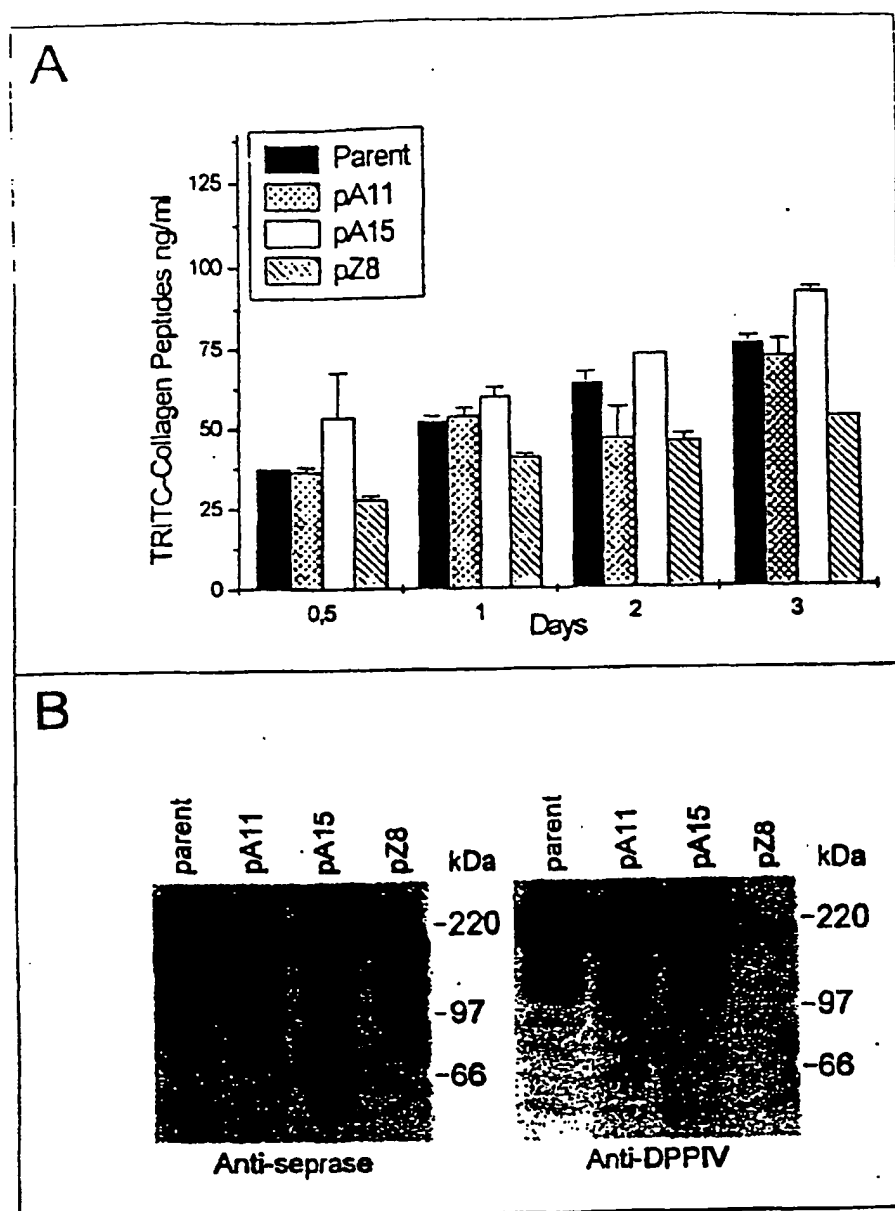 A
TRITC-Collagen Peptides ng/ml
125
100
75
50
25
0
Parent
pA11
pA15
pZ8
0,5
1
2
3
Days
B
parent
pA11
pA15
pZ8
kDa
-220
-97
-66
Anti-seprase
parent
pA11
pA15
pZ8
kDa
-220
-97
-66
Anti-DPPIV